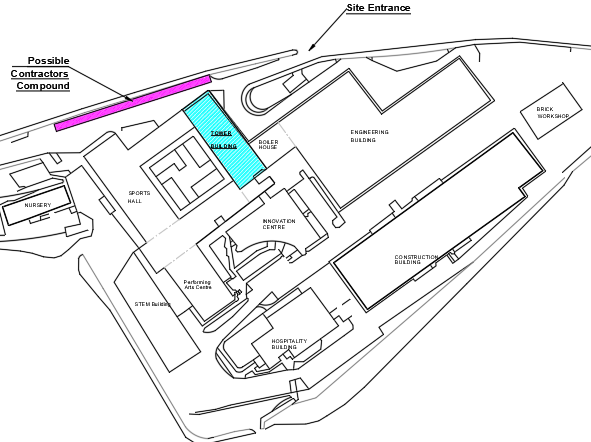 Site Entrance
Possible
Contractors
Compound
BRICK
WORKSHOP
TOWER
BUILDING
BOILER
HOUSE
ENGINEERING
BUILDING
SPORTS
HALL
NURSERY
INNOVATION
CENTRE
CONSTRUCTION
BUILDING
Performing
Arts Centre
STEM Building
HOSPITALITY
BUILDING